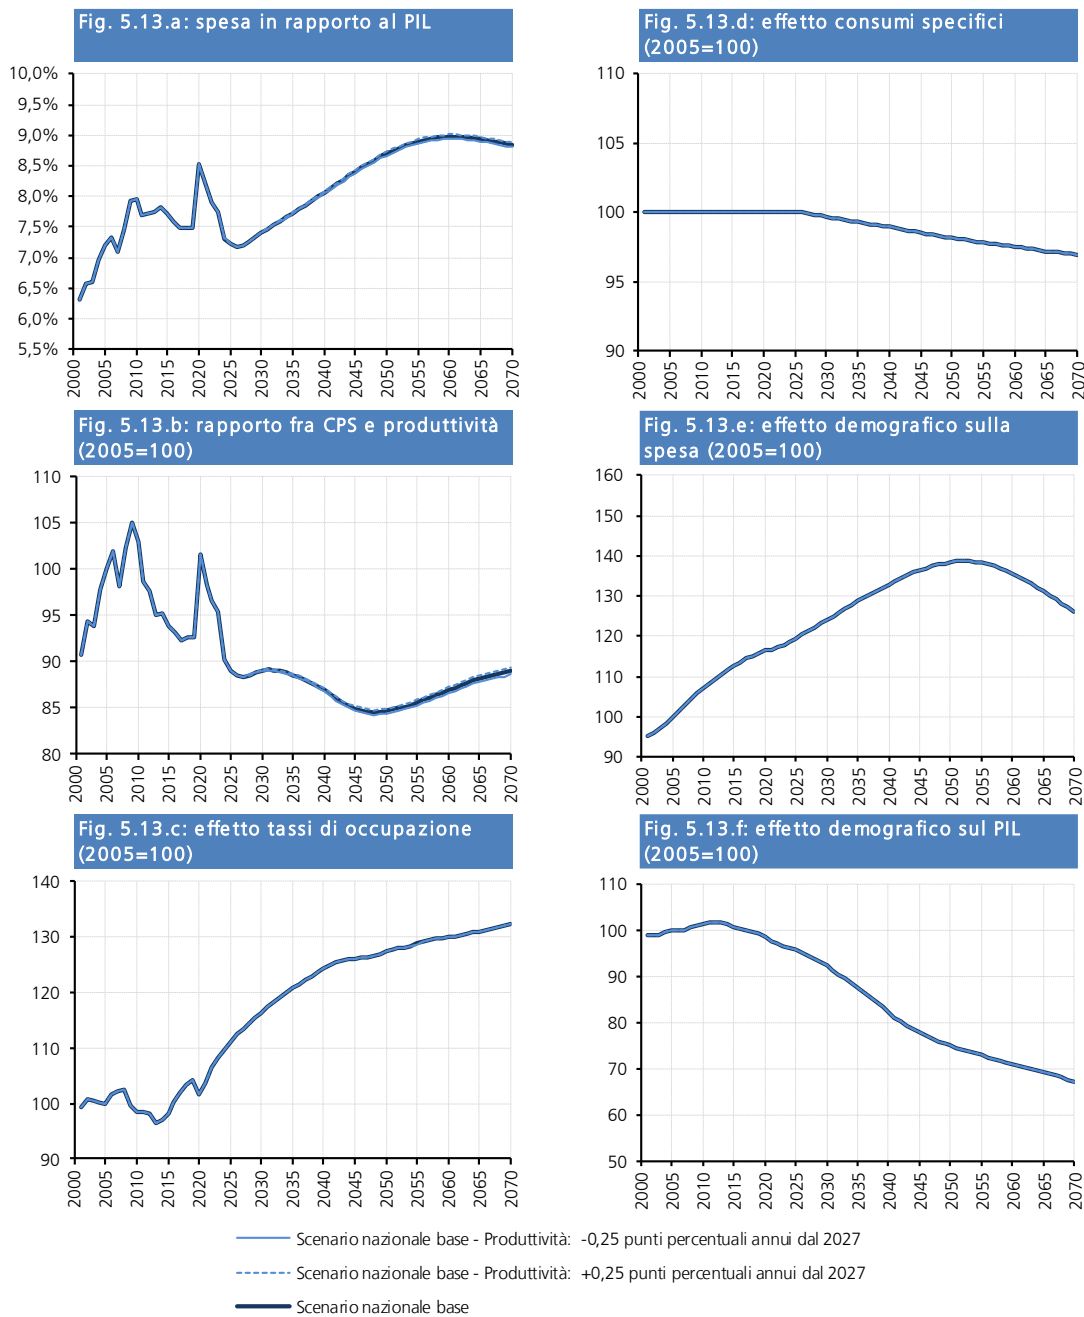 Fig. 5.13.a: spesa in rapporto al PIL
10,0%
9,5%
9,0%
8,5%
8,0%
7,5%
7,0%
6,5%
6,0%
5,5%
2000 2005 2010 2015 2020 2025 2030 2035 2040 2045 2050 2055 2060 2065 2070
Fig. 5.13.d: effetto consumi specifici
(2005=100)
110
105
100
95
90
2000 2005 2010 2015 2020 2025 2030 2035 2040 2045 2050 2055 2060 2065 2070
Fig. 5.13.b: rapporto fra CPS e produttività
(2005=100)
110
105
100
95
90
85
80
2000 2005 2010 2015 2020 2025 2030 2035 2040 2045 2050 2055 2060 2065 2070
Fig. 5.13.e: effetto demografico sulla
spesa (2005=100)
160
150
140
130
120
110
100
90
2000 2005 2010 2015 2020 2025 2030 2035 2040 2045 2050 2055 2060 2065 2070
Fig. 5.13.c: effetto tassi di occupazione
(2005=100)
140
130
120
110
100
90
2000 2005 2010 2015 2020 2025 2030 2035 2040 2045 2050 2055 2060 2065 2070
Fig. 5.13.f: effetto demografico sul PIL
(2005=100)
110
100
90
80
70
60
50
2000 2005 2010 2015 2020 2025 2030 2035 2040 2045 2050 2055 2060 2065 2070
Scenario nazionale base - Produttività: -0,25 punti percentuali annui dal 2027
Scenario nazionale base - Produttività: +0,25 punti percentuali annui dal 2027
Scenario nazionale base